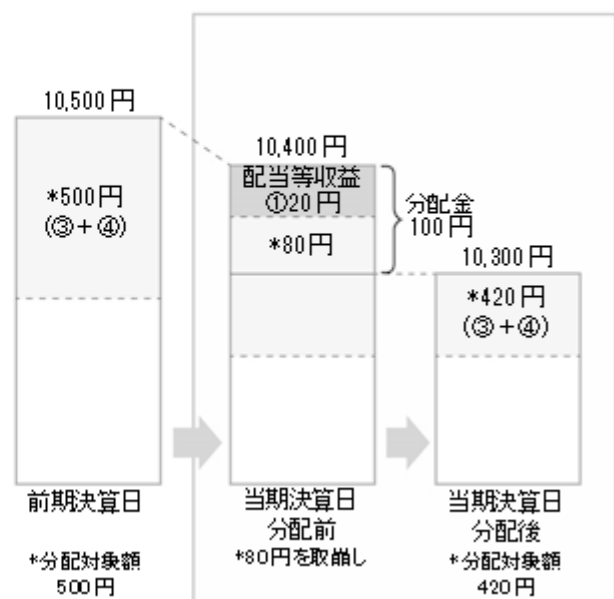 10,500円
*500円
(③+④)
前期決算日
*分配対象額
500円
10,400円
配当等収益
①20円
*80円
分配金
100円
当期決算日
分配前
*80円を取崩し
10,300円
*420円
(③+④)
当期決算日
分配後
*分配対象額
420円